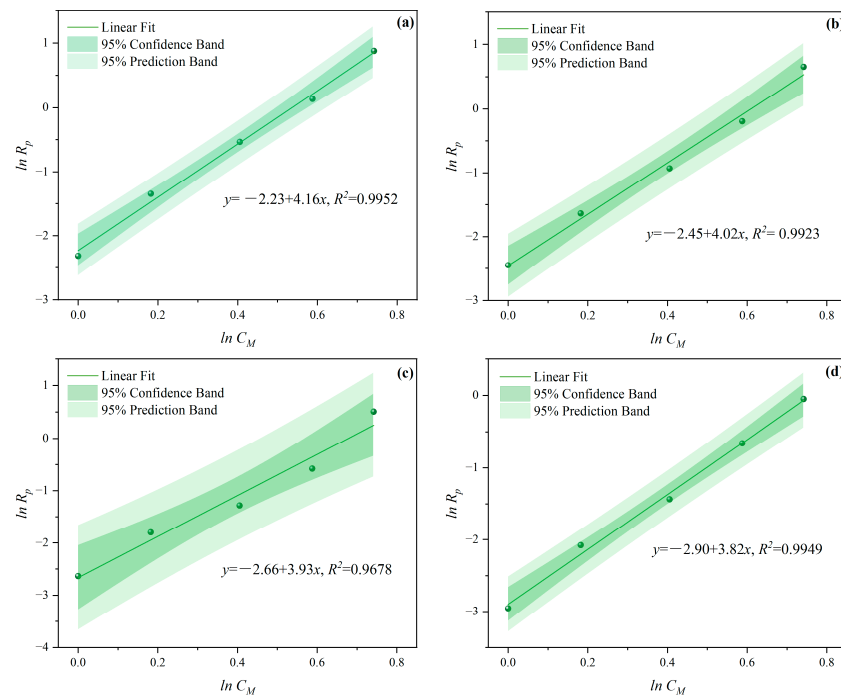 (a)
Linear Fit
95% Confidence Band
95% Prediction Band
1
0
−1
−2
−3
ln R_p
y= −2.23+4.16x, R²=0.9952
0.0 0.2 0.4 0.6 0.8
ln C_M
(b)
Linear Fit
95% Confidence Band
95% Prediction Band
1
0
−1
−2
−3
ln R_p
y=−2.45+4.02x, R²= 0.9923
0.0 0.2 0.4 0.6 0.8
ln C_M
(c)
Linear Fit
95% Confidence Band
95% Prediction Band
1
0
−1
−2
−3
−4
ln R_p
y=−2.66+3.93x, R²=0.9678
0.0 0.2 0.4 0.6 0.8
ln C_M
(d)
Linear Fit
95% Confidence Band
95% Prediction Band
0
−1
−2
−3
ln R_p
y=−2.90+3.82x, R²=0.9949
0.0 0.2 0.4 0.6 0.8
ln C_M